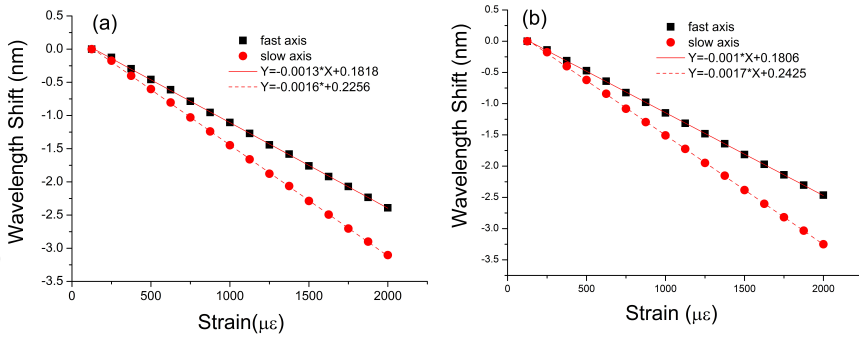 (a)
fast axis
slow axis
Y=-0.0013*X+0.1818
Y=-0.0016*+0.2256
0.0
-0.5
-1.0
-1.5
-2.0
-2.5
-3.0
-3.5
Wavelength Shift (nm)
0
500
1000
1500
2000
Strain(με)
(b)
fast axis
slow axis
Y=-0.001*X+0.1806
Y=-0.0017*X+0.2425
0.0
-0.5
-1.0
-1.5
-2.0
-2.5
-3.0
-3.5
Wavelength Shift (nm)
0
500
1000
1500
2000
Strain (με)